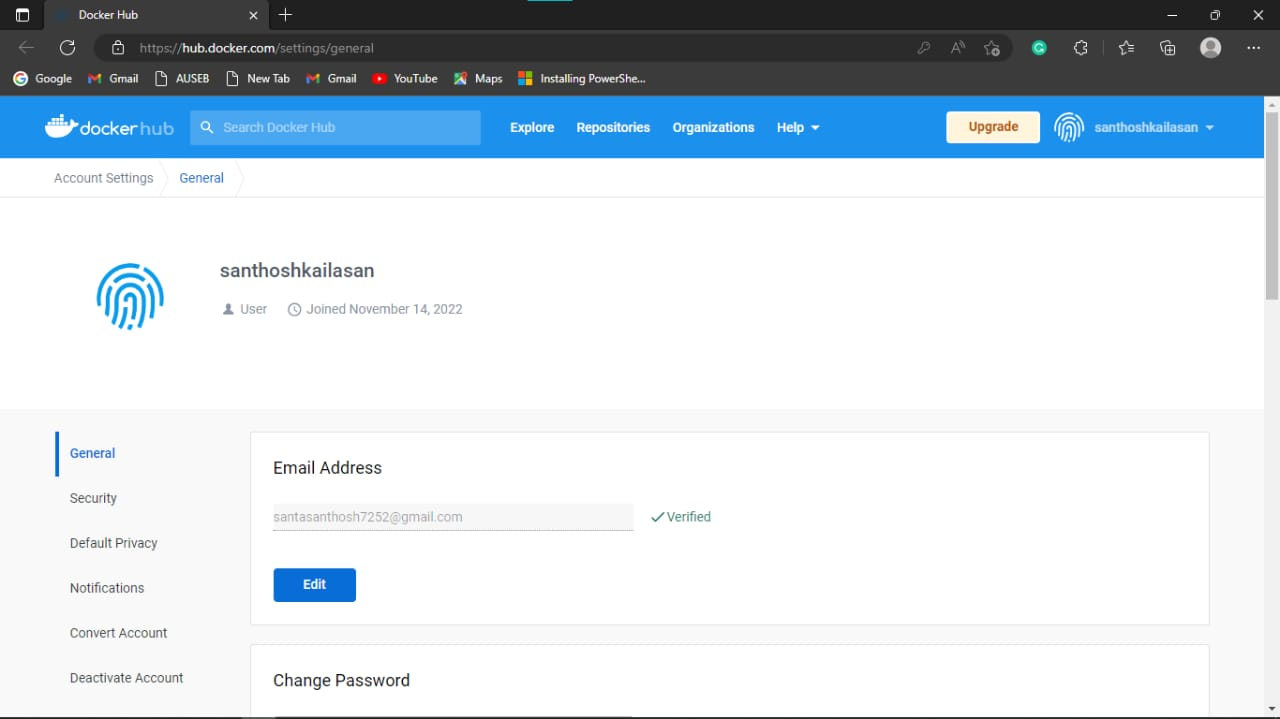 Docker Hub
https://hub.docker.com/settings/general
Google Gmail AUSEB New Tab Gmail YouTube Maps Installing PowerShe...
docker hub Search Docker Hub Explore Repositories Organizations Help Upgrade santhoshkailasan
Account Settings General
santhoshkailasan
User Joined November 14, 2022
General
Security
Default Privacy
Notifications
Convert Account
Deactivate Account
Email Address
santasanthosh7252@gmail.com Verified
Edit
Change Password